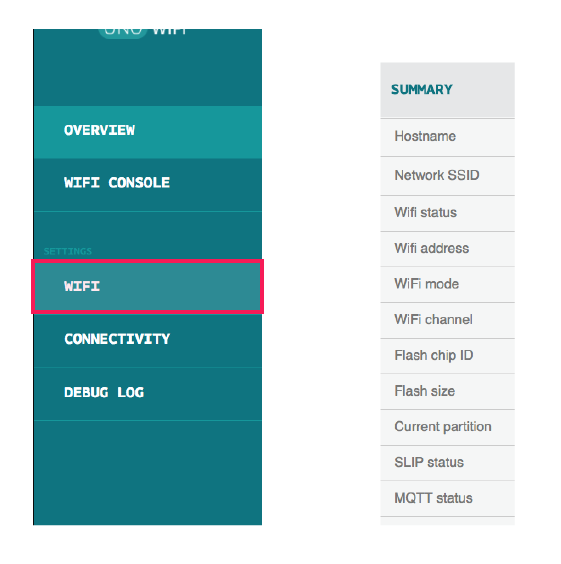 UNO WIFI
OVERVIEW
WIFI CONSOLE
SETTINGS
WIFI
CONNECTIVITY
DEBUG LOG
SUMMARY
Hostname
Network SSID
Wifi status
Wifi address
WiFi mode
WiFi channel
Flash chip ID
Flash size
Current partition
SLIP status
MQTT status